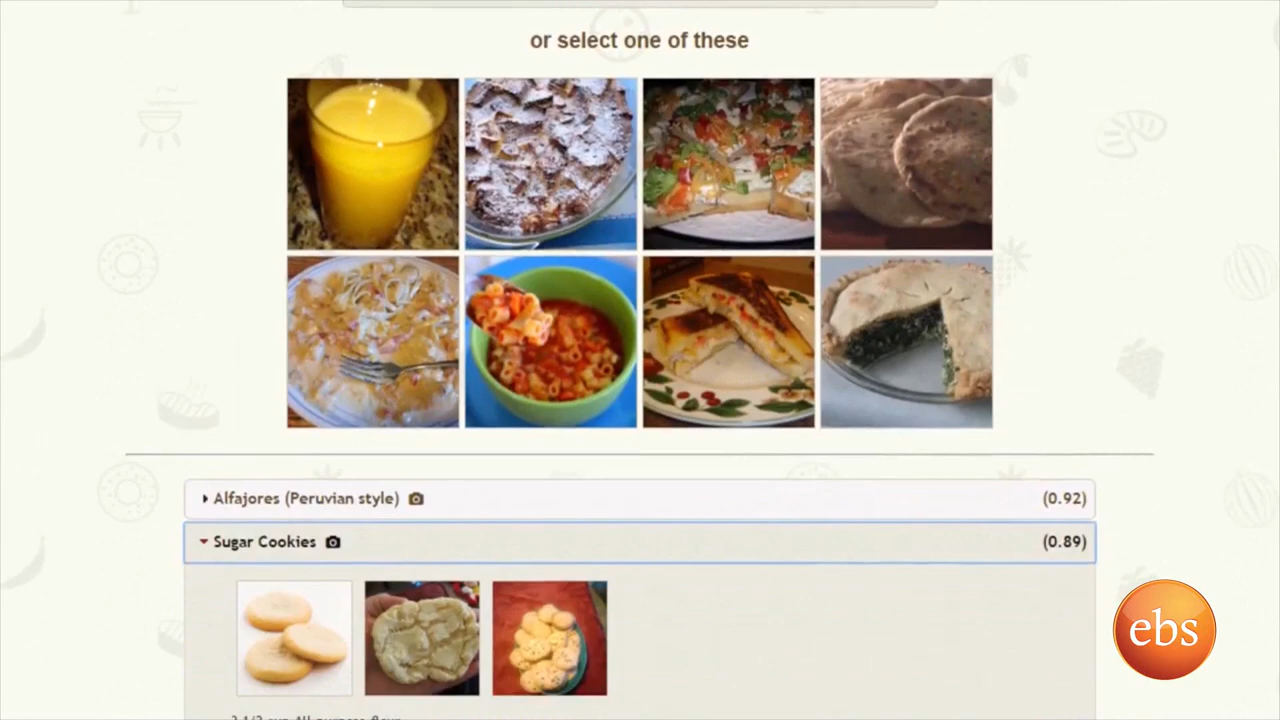 or select one of these
Alfajores (Peruvian style) (0.92)
Sugar Cookies (0.89)
ebs